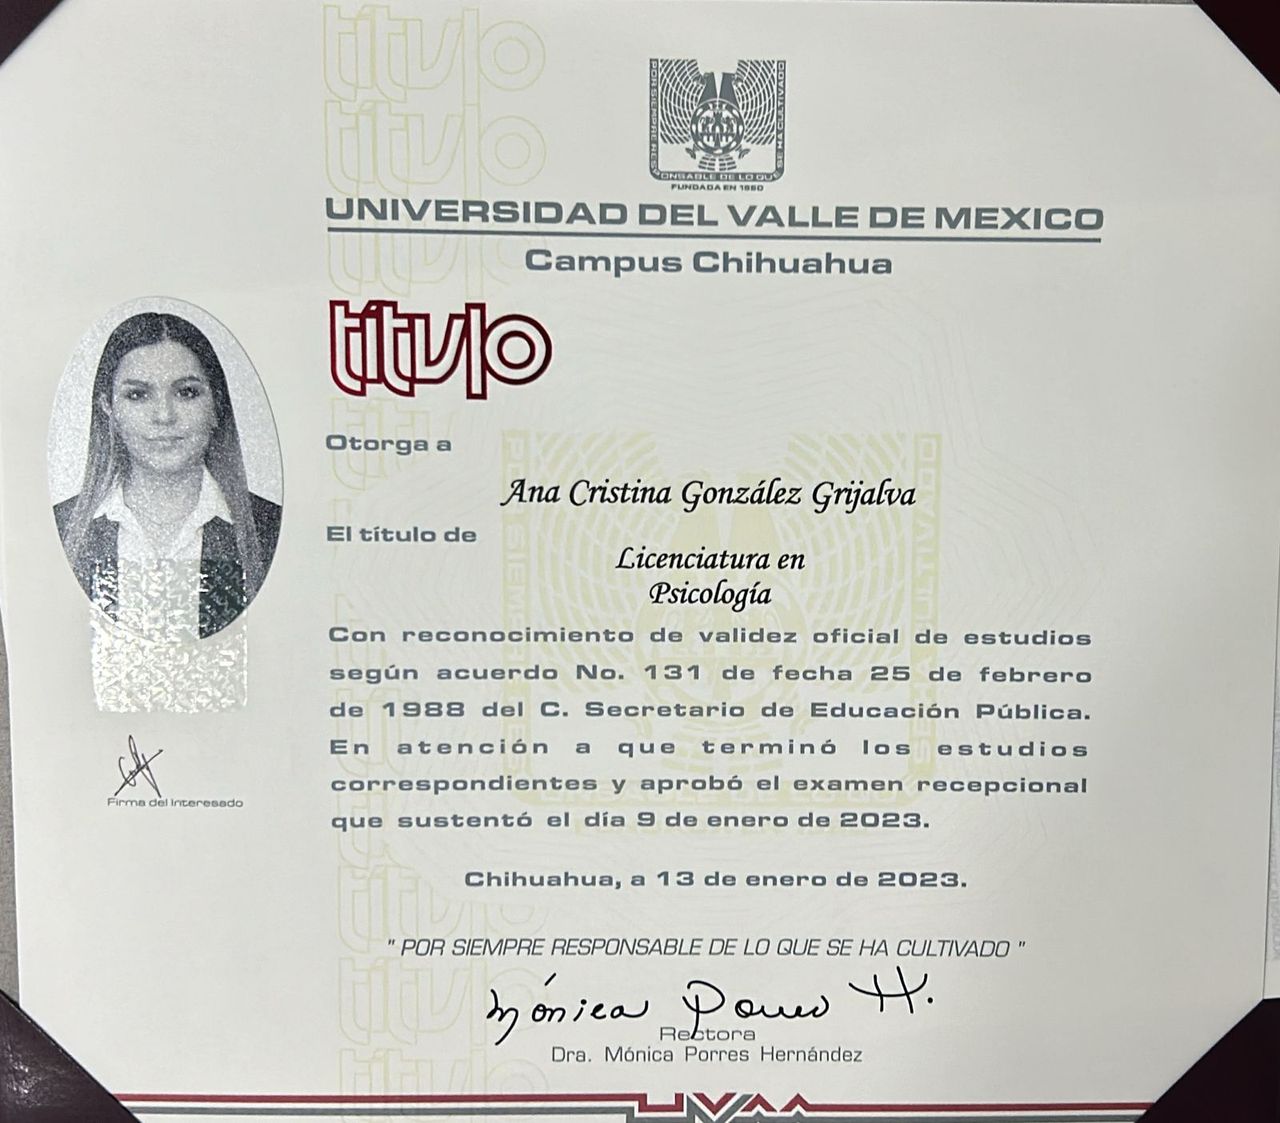 título
título
POR SIEMPRE RESPONSABLE DE LO QUE SE HA CULTIVADO
FUNDADA EN 1960
UNIVERSIDAD DEL VALLE DE MEXICO
Campus Chihuahua
título
Otorga a
Ana Cristina González Grijalva
El título de
Licenciatura en
Psicología
Con reconocimiento de validez oficial de estudios
según acuerdo No. 131 de fecha 25 de febrero
de 1988 del C. Secretario de Educación Pública.
En atención a que terminó los estudios
correspondientes y aprobó el examen recepcional
que sustentó el día 9 de enero de 2023.
Firma del Interesado
Chihuahua, a 13 de enero de 2023.
" POR SIEMPRE RESPONSABLE DE LO QUE SE HA CULTIVADO "
Mónica Porres H.
Rectora
Dra. Mónica Porres Hernández
UVM